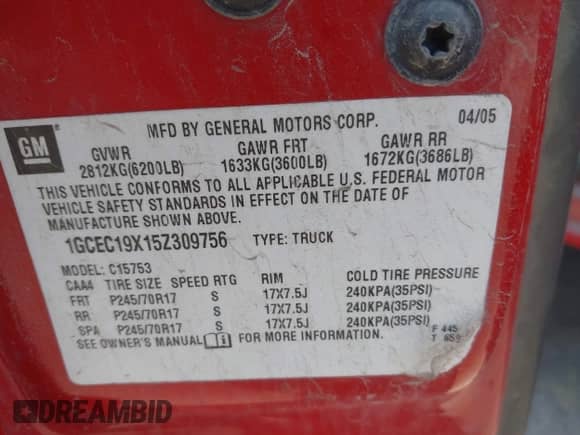 GM
MFD BY GENERAL MOTORS CORP. 04/05
GVWR GAWR FRT GAWR RR
2812KG(6200LB) 1633KG(3600LB) 1672KG(3686LB)
THIS VEHICLE CONFORMS TO ALL APPLICABLE U.S. FEDERAL MOTOR
VEHICLE SAFETY STANDARDS IN EFFECT ON THE DATE OF
MANUFACTURE SHOWN ABOVE.
1GCEC19X15Z309756 TYPE: TRUCK
MODEL: C15753
CAA4 TIRE SIZE SPEED RTG RIM COLD TIRE PRESSURE
FRT P245/70R17 S 17X7.5J 240KPA(35PSI)
RR P245/70R17 S 17X7.5J 240KPA(35PSI)
SPA P245/70R17 S 17X7.5J 240KPA(35PSI)
SEE OWNER'S MANUAL FOR MORE INFORMATION.
F 445
T 659
DREAMBID